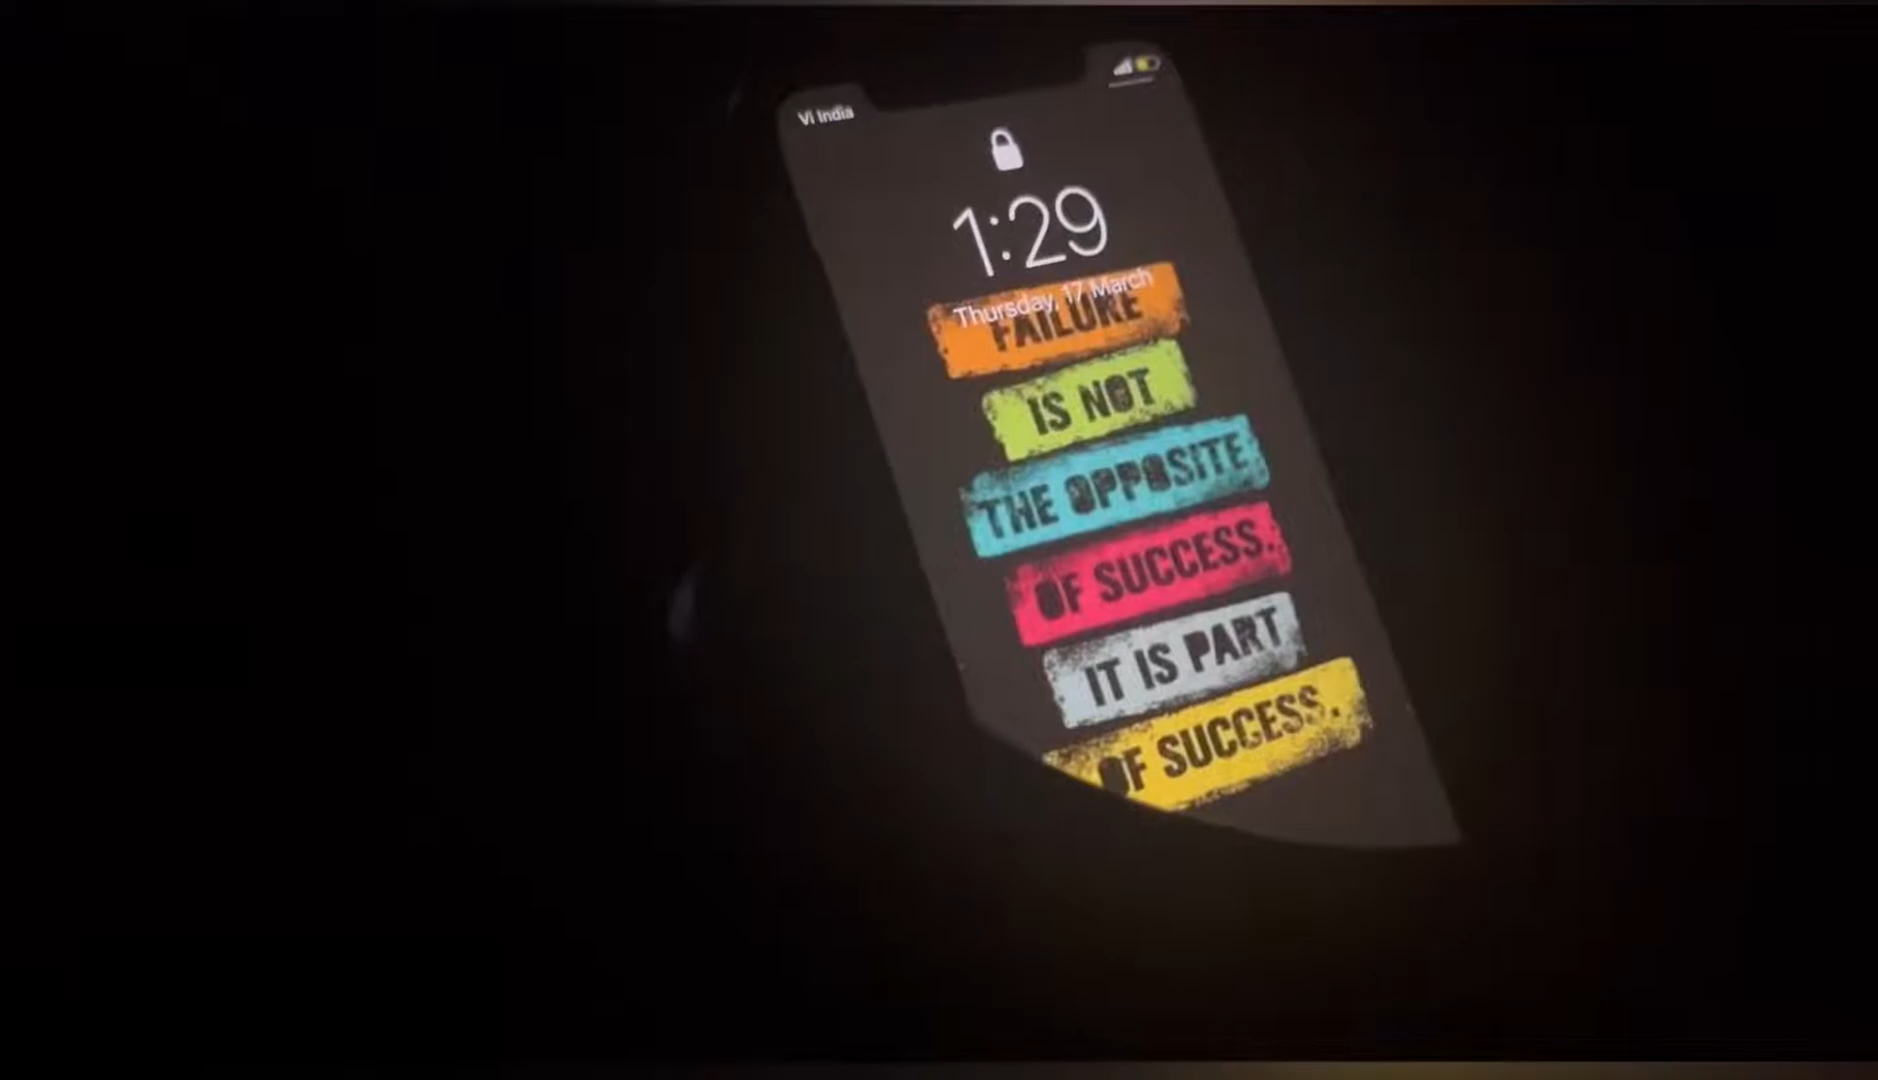 Vi India
1:29
Thursday, 17 March
FAILURE
IS NOT
THE OPPOSITE
OF SUCCESS.
IT IS PART
OF SUCCESS.